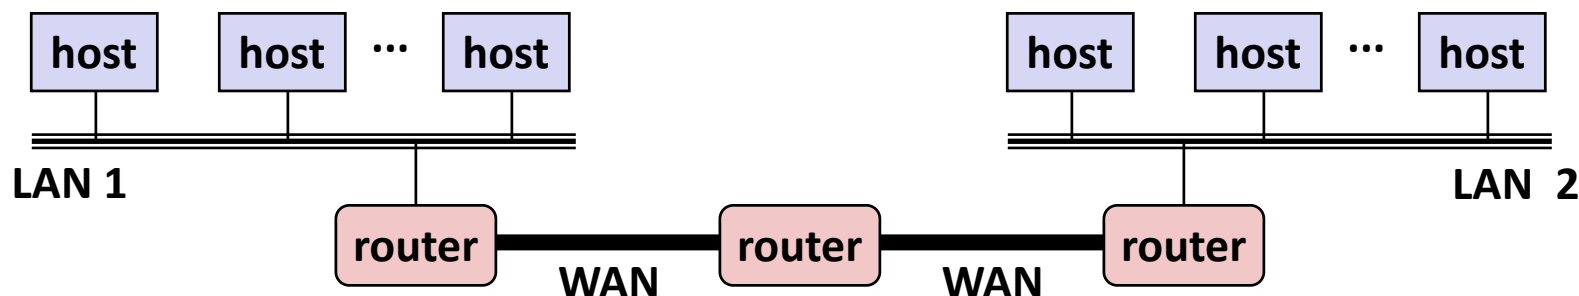 host host ... host host host ... host
LAN 1 LAN 2
router router router
WAN WAN